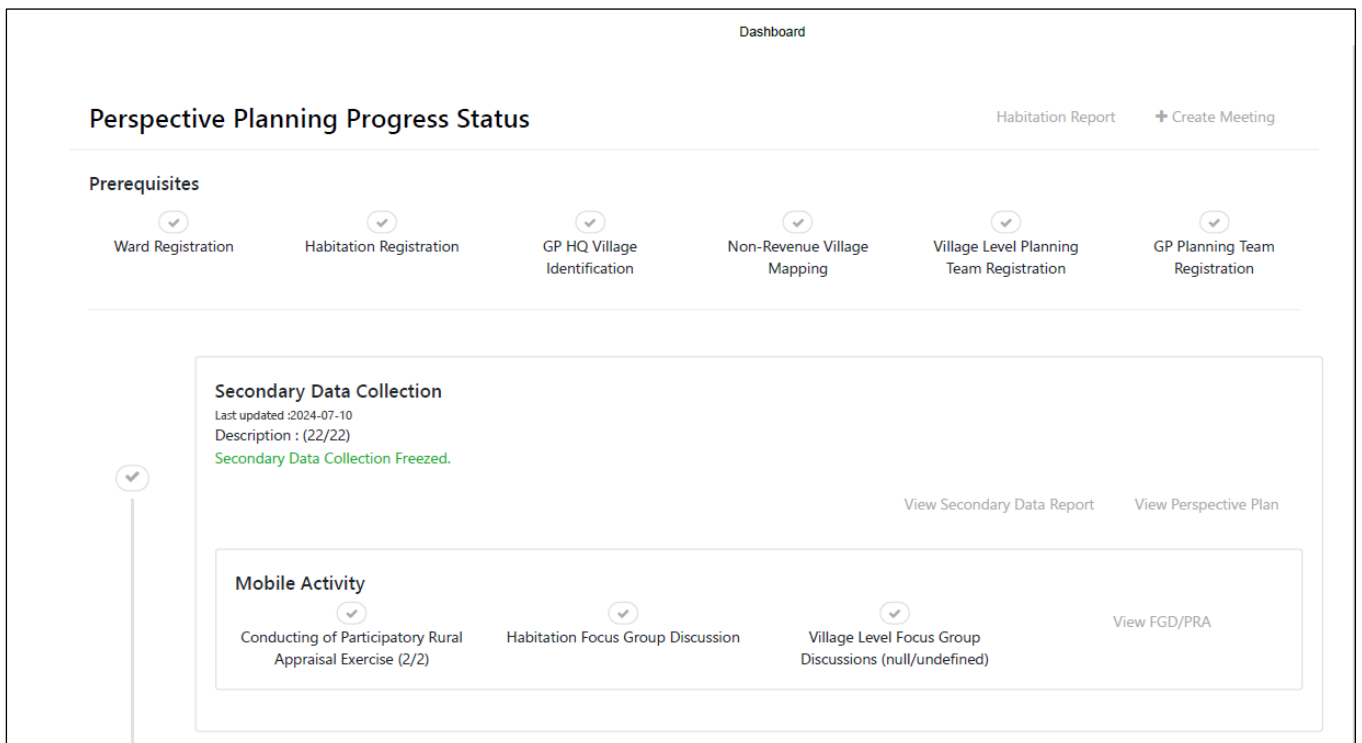 Dashboard
Perspective Planning Progress Status
Habitation Report
+ Create Meeting
Prerequisites
Ward Registration
Habitation Registration
GP HQ Village
Identification
Non-Revenue Village
Mapping
Village Level Planning
Team Registration
GP Planning Team
Registration
Secondary Data Collection
Last updated :2024-07-10
Description : (22/22)
Secondary Data Collection Freezed.
View Secondary Data Report
View Perspective Plan
Mobile Activity
Conducting of Participatory Rural
Appraisal Exercise (2/2)
Habitation Focus Group Discussion
Village Level Focus Group
Discussions (null/undefined)
View FGD/PRA